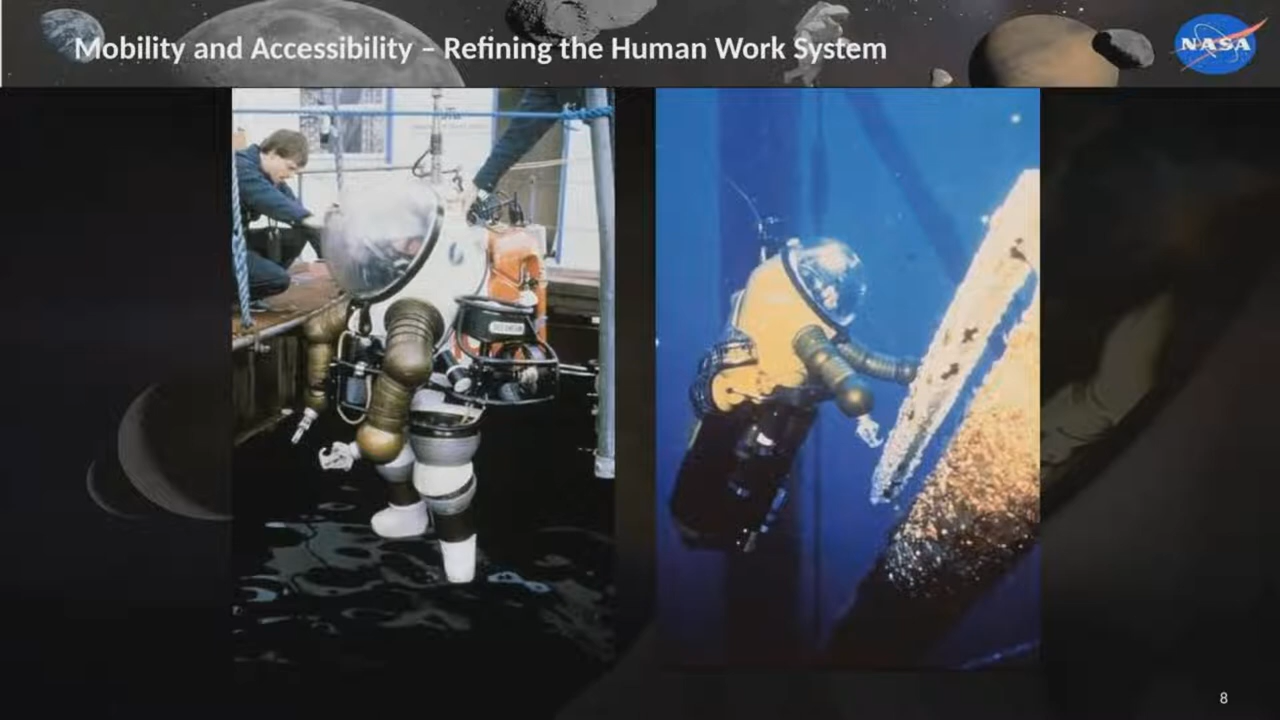 Mobility and Accessibility – Refining the Human Work System
NASA
8